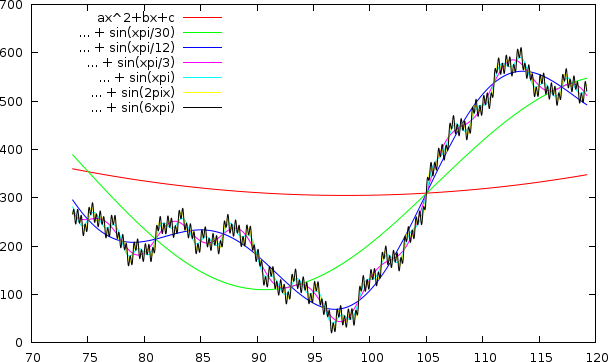 700
600
500
400
300
200
100
0
ax^2+bx+c
... + sin(xpi/30)
... + sin(xpi/12)
... + sin(xpi/3)
... + sin(xpi)
... + sin(2pix)
... + sin(6xpi)
70 75 80 85 90 95 100 105 110 115 120